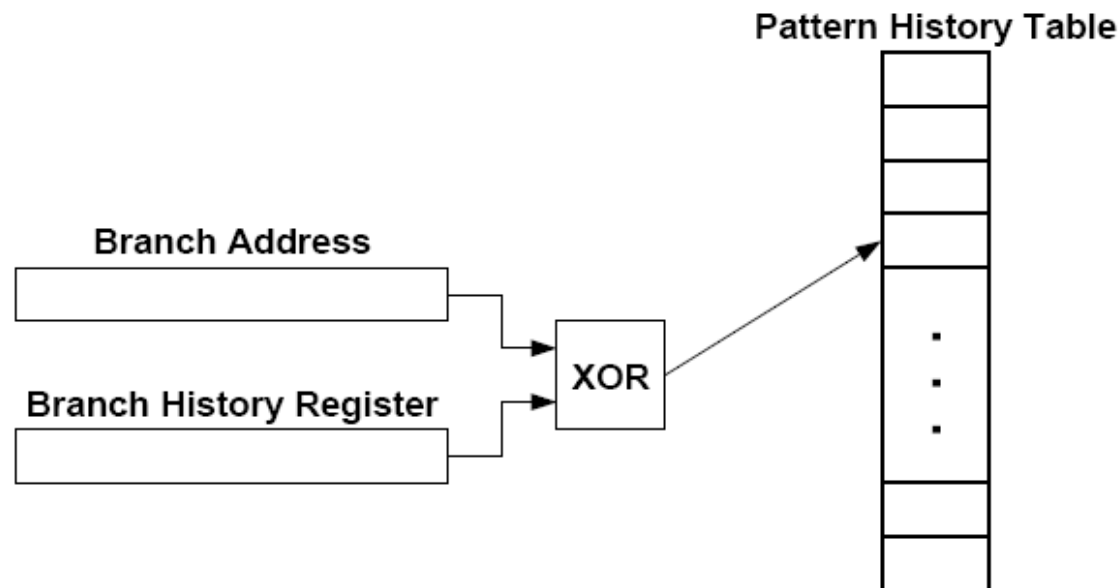 Pattern History Table
Branch Address
XOR
Branch History Register